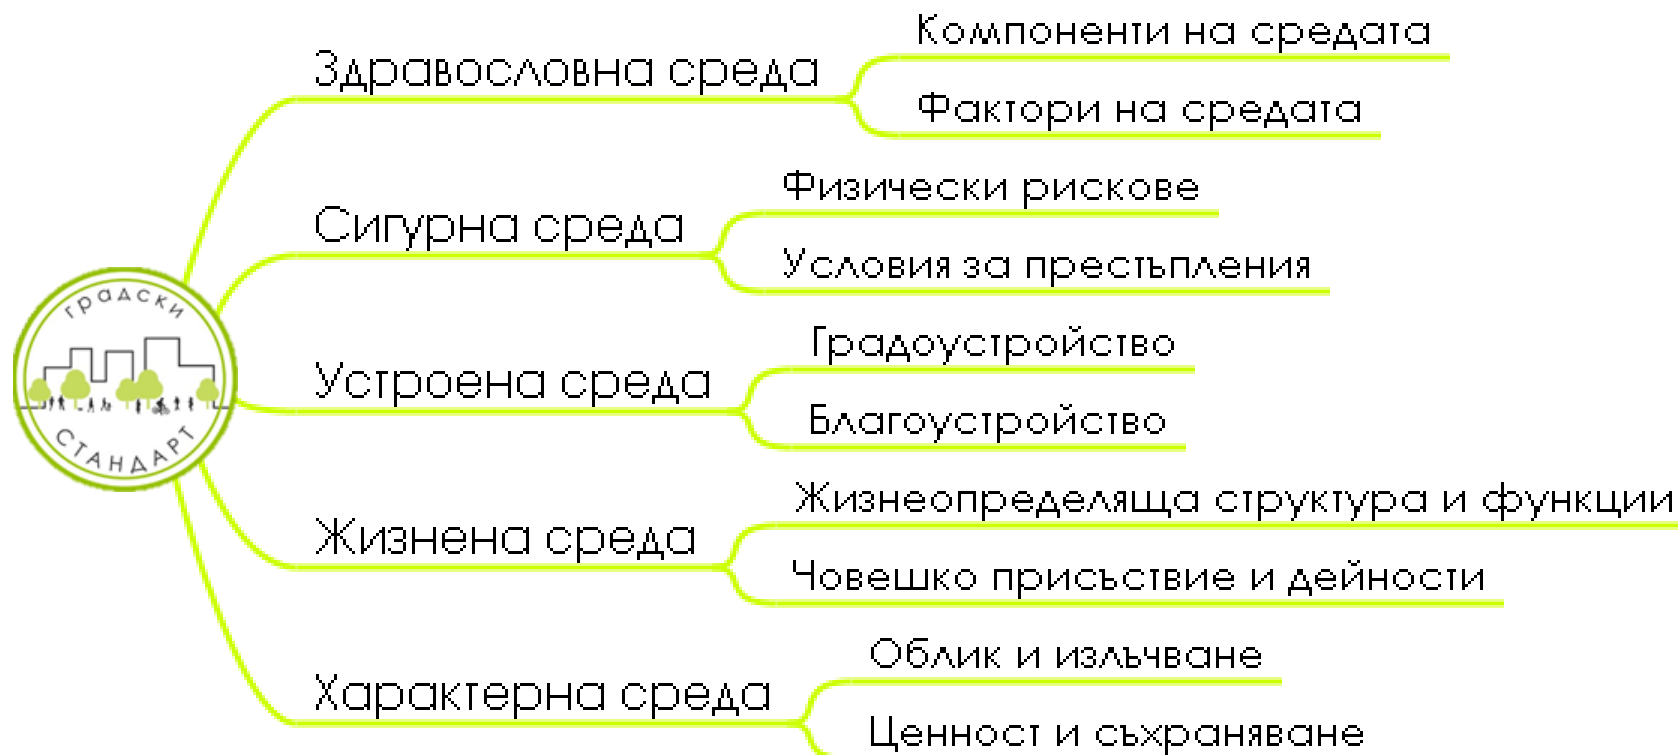 градски
СТАНДАРТ
Здравословна среда
Компоненти на средата
Фактори на средата
Сигурна среда
Физически рискове
Условия за престъпления
Устроена среда
Градоустройство
Благоустройство
Жизнена среда
Жизнеопределяща структура и функции
Човешко присъствие и дейности
Характерна среда
Облик и излъчване
Ценност и съхраняване